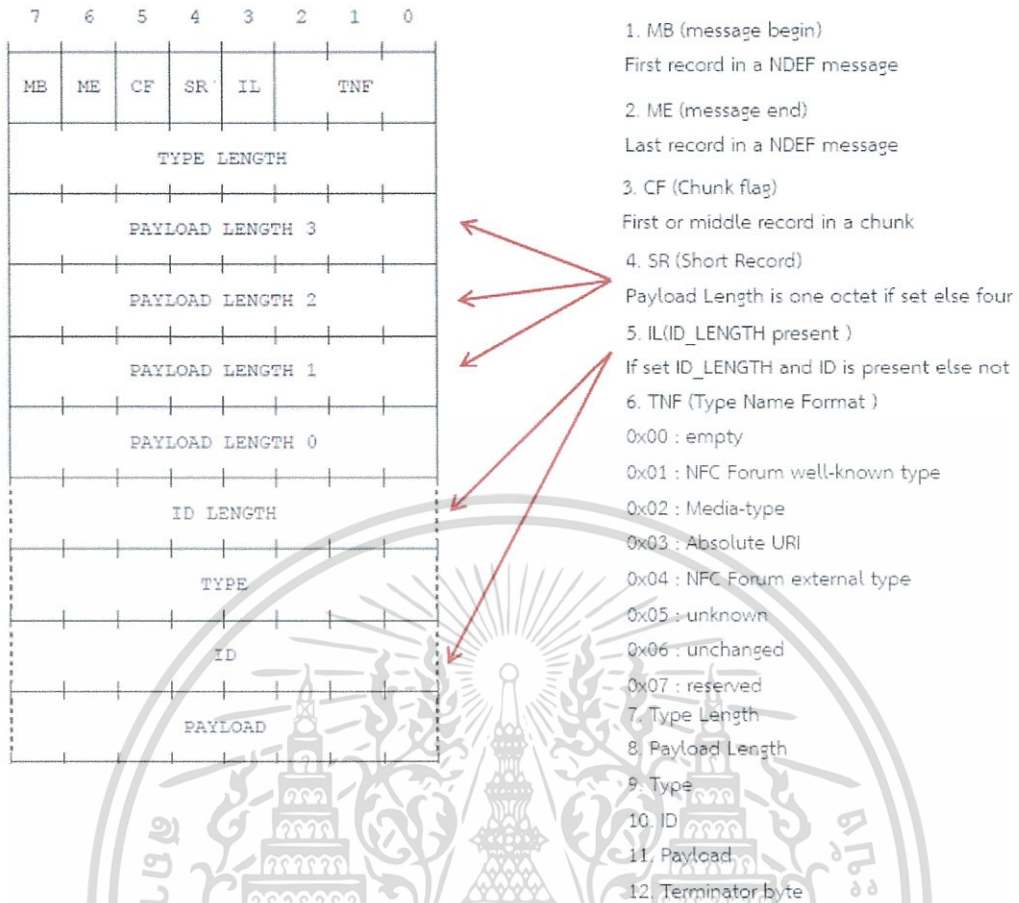 7 6 5 4 3 2 1 0
MB ME CF SR IL TNF
TYPE LENGTH
PAYLOAD LENGTH 3
PAYLOAD LENGTH 2
PAYLOAD LENGTH 1
PAYLOAD LENGTH 0
ID LENGTH
TYPE
ID
PAYLOAD
1. MB (message begin)
First record in a NDEF message
2. ME (message end)
Last record in a NDEF message
3. CF (Chunk flag)
First or middle record in a chunk
4. SR (Short Record)
Payload Length is one octet if set else four
5. IL(ID_LENGTH present )
If set ID_LENGTH and ID is present else not
6. TNF (Type Name Format )
0x00 : empty
0x01 : NFC Forum well-known type
0x02 : Media-type
0x03 : Absolute URI
0x04 : NFC Forum external type
0x05 : unknown
0x06 : unchanged
0x07 : reserved
7. Type Length
8. Payload Length
9. Type
10. ID
11. Payload
12. Terminator byte